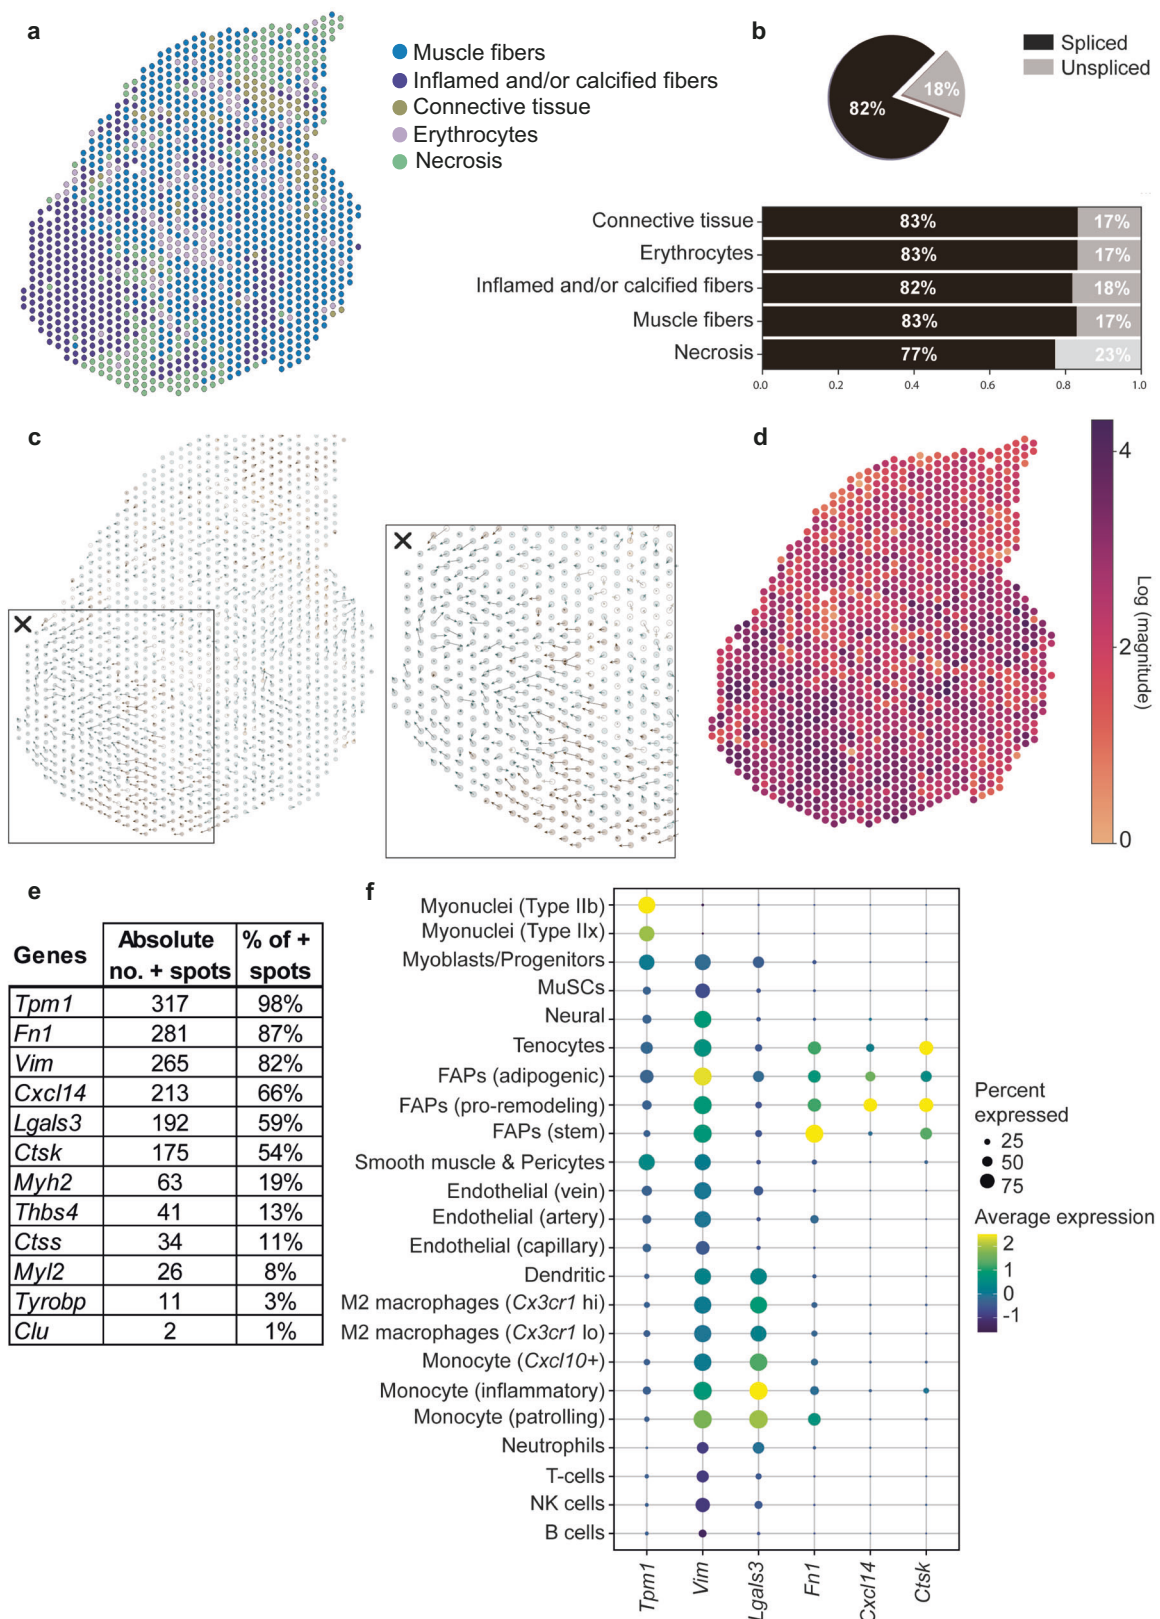 a
Muscle fibers
Inflamed and/or calcified fibers
Connective tissue
Erythrocytes
Necrosis
b
82%
18%
Spliced
Unspliced
Connective tissue 83% 17%
Erythrocytes 83% 17%
Inflamed and/or calcified fibers 82% 18%
Muscle fibers 83% 17%
Necrosis 77% 23%
0.0 0.2 0.4 0.6 0.8 1.0
c
d
4
2
0
Log (magnitude)
e
Genes Absolute no. + spots % of + spots
Tpm1 317 98%
Fn1 281 87%
Vim 265 82%
Cxcl14 213 66%
Lgals3 192 59%
Ctsk 175 54%
Myh2 63 19%
Thbs4 41 13%
Ctss 34 11%
Myl2 26 8%
Tyrobp 11 3%
Clu 2 1%
f
Myonuclei (Type IIb)
Myonuclei (Type IIx)
Myoblasts/Progenitors
MuSCs
Neural
Tenocytes
FAPs (adipogenic)
FAPs (pro-remodeling)
FAPs (stem)
Smooth muscle & Pericytes
Endothelial (vein)
Endothelial (artery)
Endothelial (capillary)
Dendritic
M2 macrophages (Cx3cr1 hi)
M2 macrophages (Cx3cr1 lo)
Monocyte (Cxcl10+)
Monocyte (inflammatory)
Monocyte (patrolling)
Neutrophils
T-cells
NK cells
B cells
Tpm1
Vim
Lgals3
Fn1
Cxcl14
Ctsk
Percent
expressed
25
50
75
Average expression
2
1
0
-1